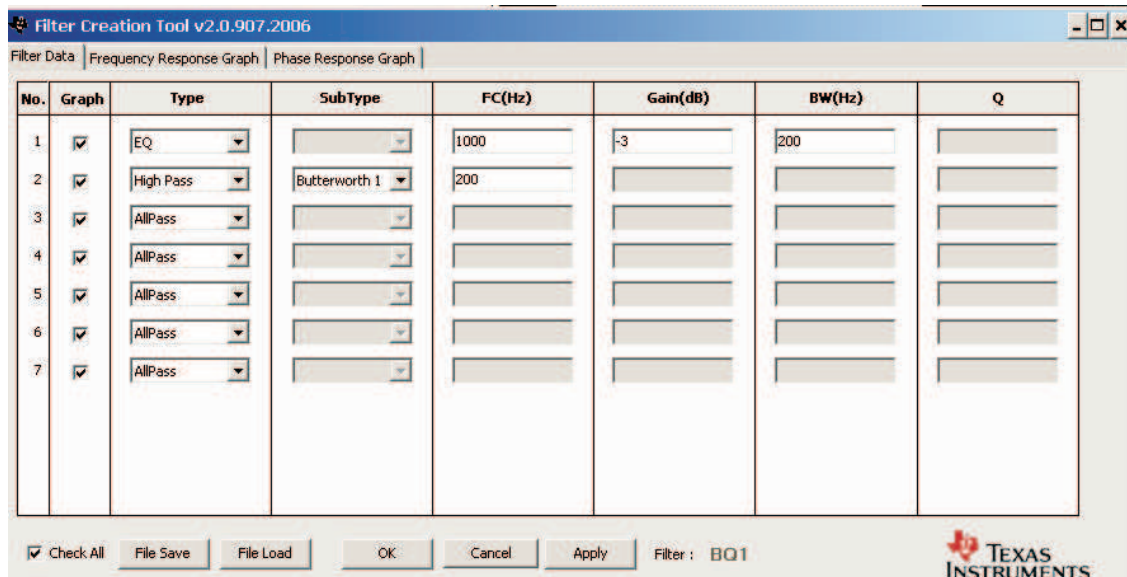 Filter Creation Tool v2.0.907.2006
Filter Data Frequency Response Graph Phase Response Graph
No. Graph Type SubType FC(Hz) Gain(dB) BW(Hz) Q
1 EQ 1000 -3 200
2 High Pass Butterworth 1 200
3 AllPass
4 AllPass
5 AllPass
6 AllPass
7 AllPass
Check All File Save File Load OK Cancel Apply Filter : BQ1
TEXAS
INSTRUMENTS